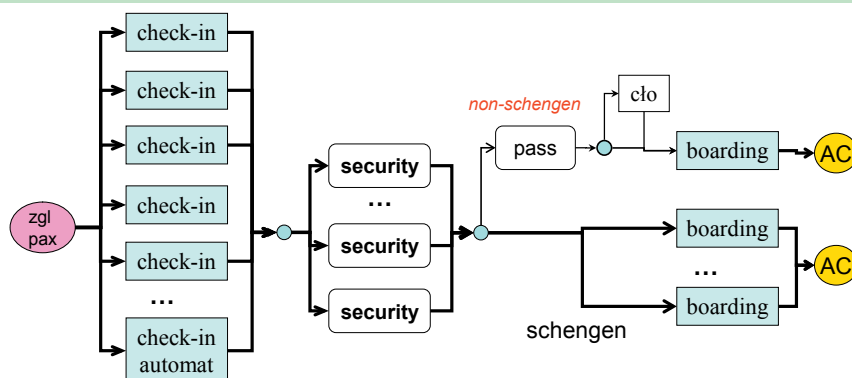 check-in
check-in
check-in
check-in
check-in
...
check-in
automat
zgl
pax
security
...
security
security
non-schengen
pass
cło
boarding
AC
boarding
...
boarding
AC
schengen